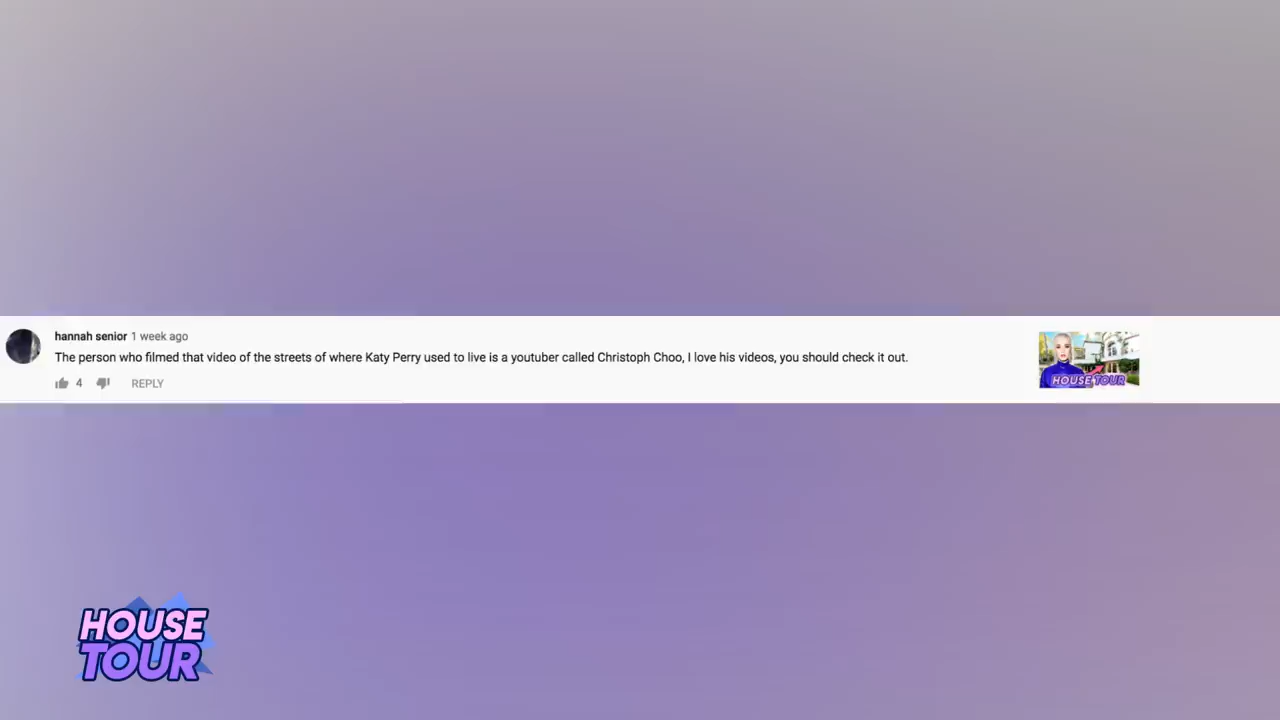 hannah senior 1 week ago
The person who filmed that video of the streets of where Katy Perry used to live is a youtuber called Christoph Choo, I love his videos, you should check it out.
4 REPLY
HOUSE TOUR
HOUSE
TOUR